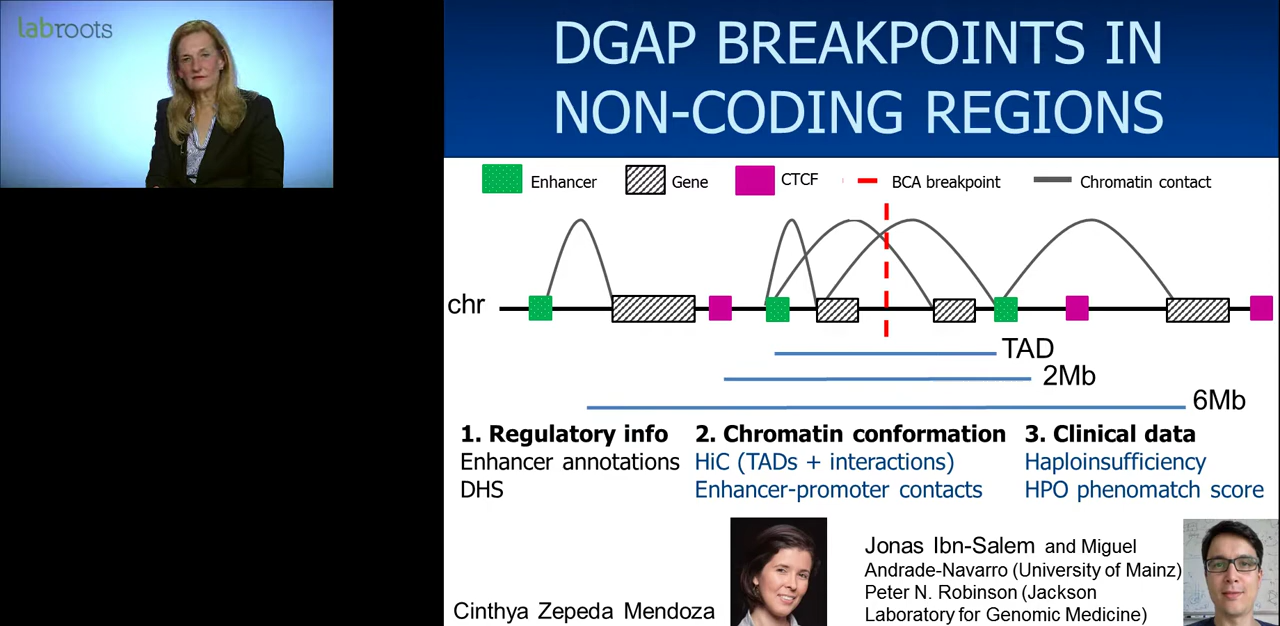 labroots
DGAP BREAKPOINTS IN
NON-CODING REGIONS
Enhancer
Gene
CTCF
BCA breakpoint
Chromatin contact
chr
TAD
2Mb
6Mb
1. Regulatory info
Enhancer annotations
DHS
2. Chromatin conformation
HiC (TADs + interactions)
Enhancer-promoter contacts
3. Clinical data
Haploinsufficiency
HPO phenomatch score
Cinthya Zepeda Mendoza
Jonas Ibn-Salem and Miguel
Andrade-Navarro (University of Mainz)
Peter N. Robinson (Jackson
Laboratory for Genomic Medicine)